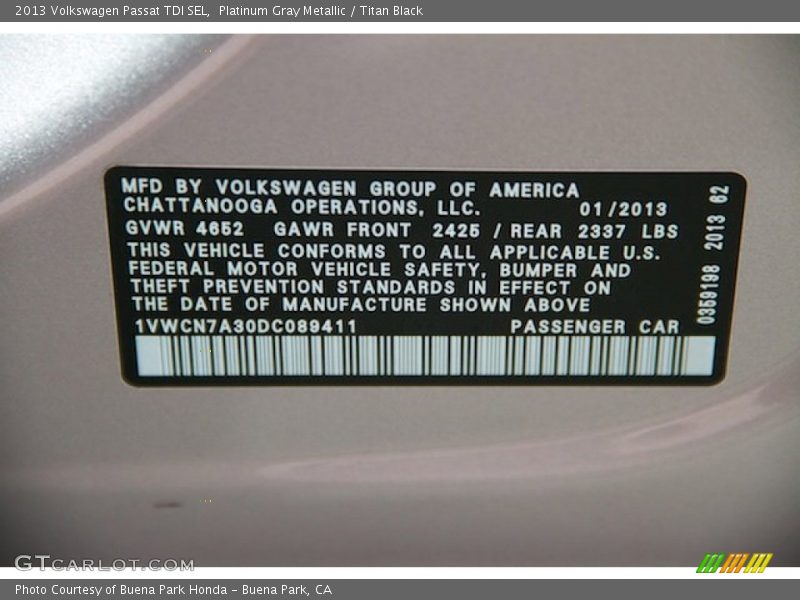 2013 Volkswagen Passat TDI SEL,  Platinum Gray Metallic / Titan Black
MFD BY VOLKSWAGEN GROUP OF AMERICA
CHATTANOOGA OPERATIONS, LLC. 01/2013
GVWR 4652 GAWR FRONT 2425 / REAR 2337 LBS
THIS VEHICLE CONFORMS TO ALL APPLICABLE U.S.
FEDERAL MOTOR VEHICLE SAFETY, BUMPER AND
THEFT PREVENTION STANDARDS IN EFFECT ON
THE DATE OF MANUFACTURE SHOWN ABOVE
1VWCN7A30DC089411 PASSENGER CAR
0359198 2013 62
GTCARLOT.COM
Photo Courtesy of Buena Park Honda - Buena Park, CA